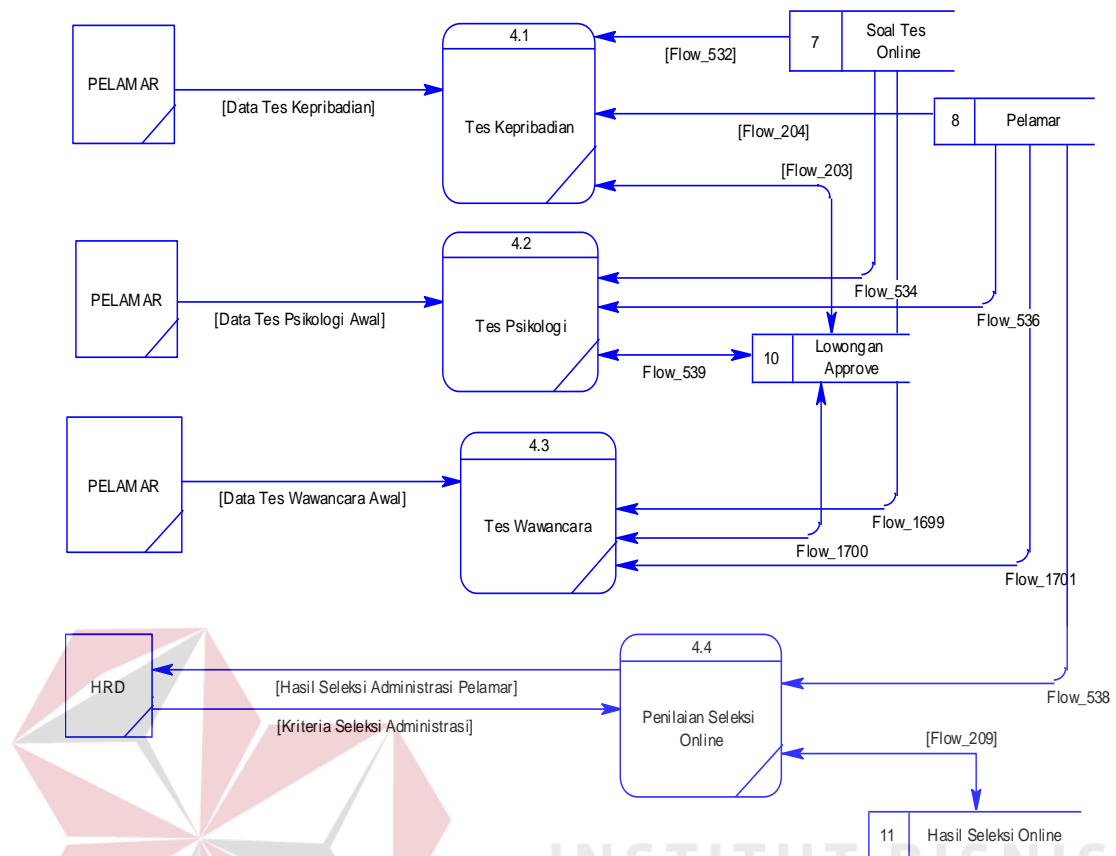 4.1
7
Soal Tes
Online
[Flow_532]
PELAMAR
[Data Tes Kepribadian]
Tes Kepribadian
8
Pelamar
[Flow_204]
[Flow_203]
4.2
PELAMAR
[Data Tes Psikologi Awal]
Tes Psikologi
Flow_534
Flow_536
10
Lowongan
Approve
Flow_539
4.3
PELAMAR
[Data Tes Wawancara Awal]
Tes Wawancara
Flow_1699
Flow_1700
Flow_1701
4.4
HRD
[Hasil Seleksi Administrasi Pelamar]
[Kriteria Seleksi Administrasi]
Penilaian Seleksi
Online
Flow_538
[Flow_209]
11
Hasil Seleksi Online
INSTITUT BISNIS